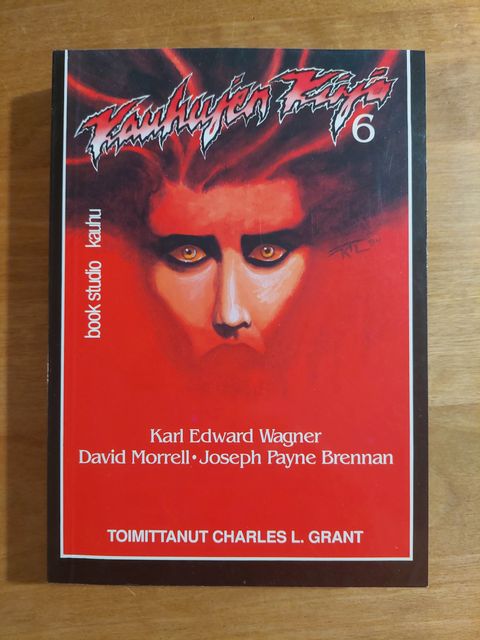 Kauhujen Kirja
6
book studio kauhu
Karl Edward Wagner
David Morrell • Joseph Payne Brennan
TOIMITTANUT CHARLES L. GRANT